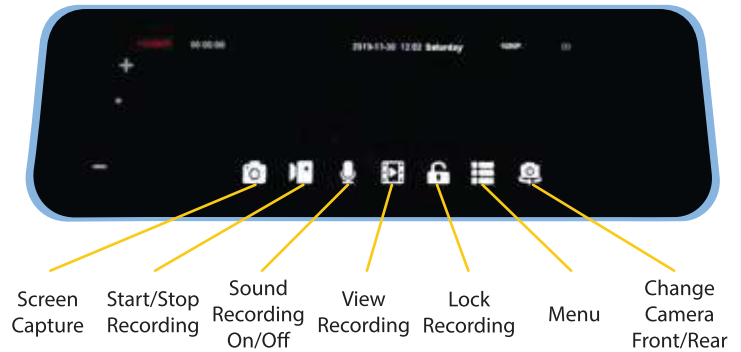 00:00:00 2019-11-30 12:02 Saturday 1080P
+
-
Screen
Capture
Start/Stop
Recording
Sound
Recording
On/Off
View
Recording
Lock
Recording
Menu
Change
Camera
Front/Rear